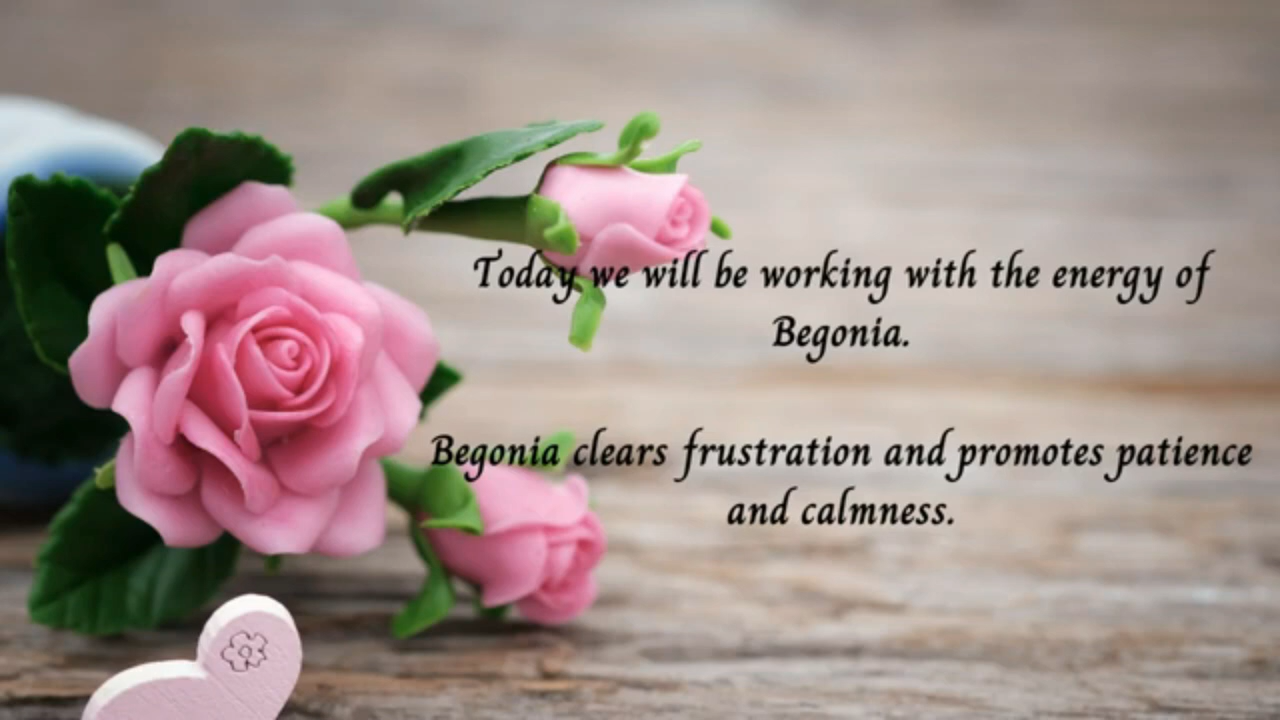 Today we will be working with the energy of
Begonia.
Begonia clears frustration and promotes patience
and calmness.